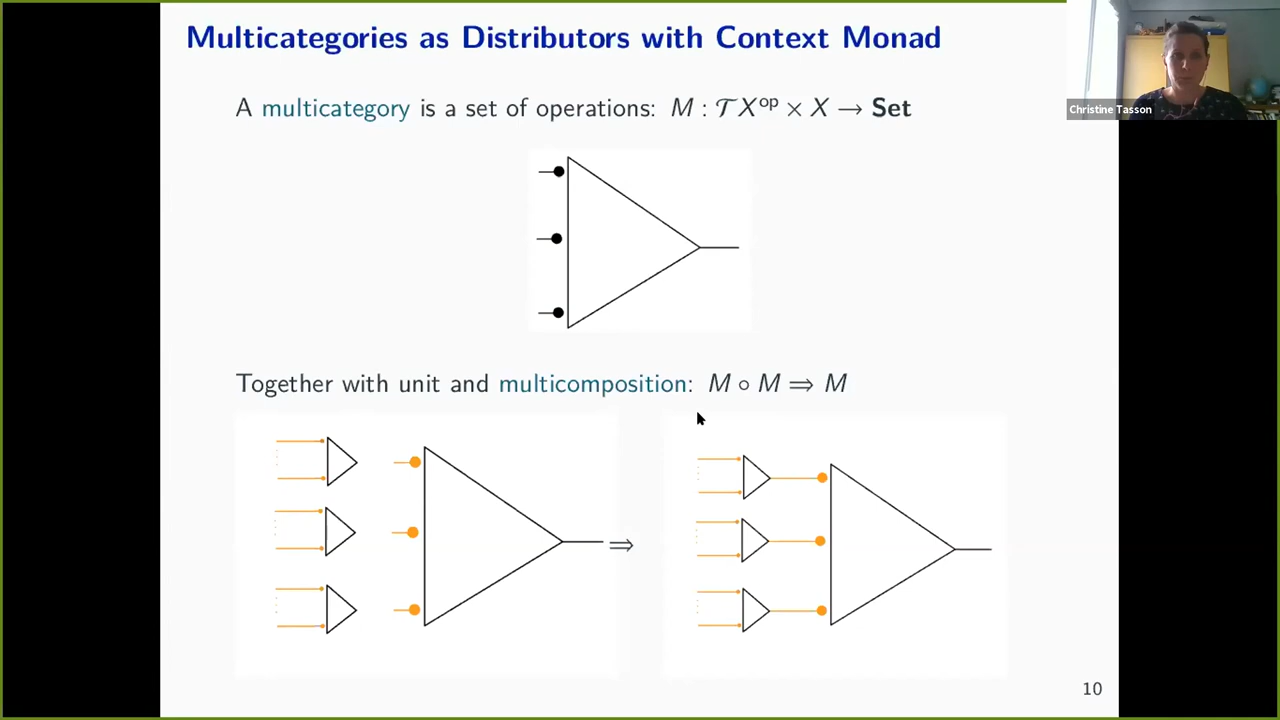 Multicategories as Distributors with Context Monad
Christine Tasson
A multicategory is a set of operations: M : 𝒯X^op × X → Set
Together with unit and multicomposition: M ∘ M ⇒ M
⇒
10